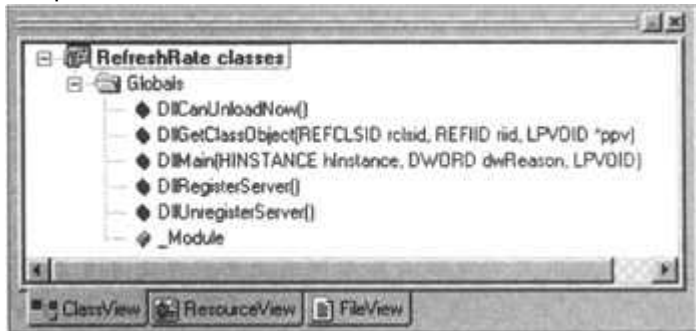 RefreshRate classes
Globals
DllCanUnloadNow()
DllGetClassObject(REFCLSID rclsid, REFIID riid, LPVOID *ppv)
DllMain(HINSTANCE hInstance, DWORD dwReason, LPVOID)
DllRegisterServer()
DllUnregisterServer()
_Module
ClassView ResourceView FileView